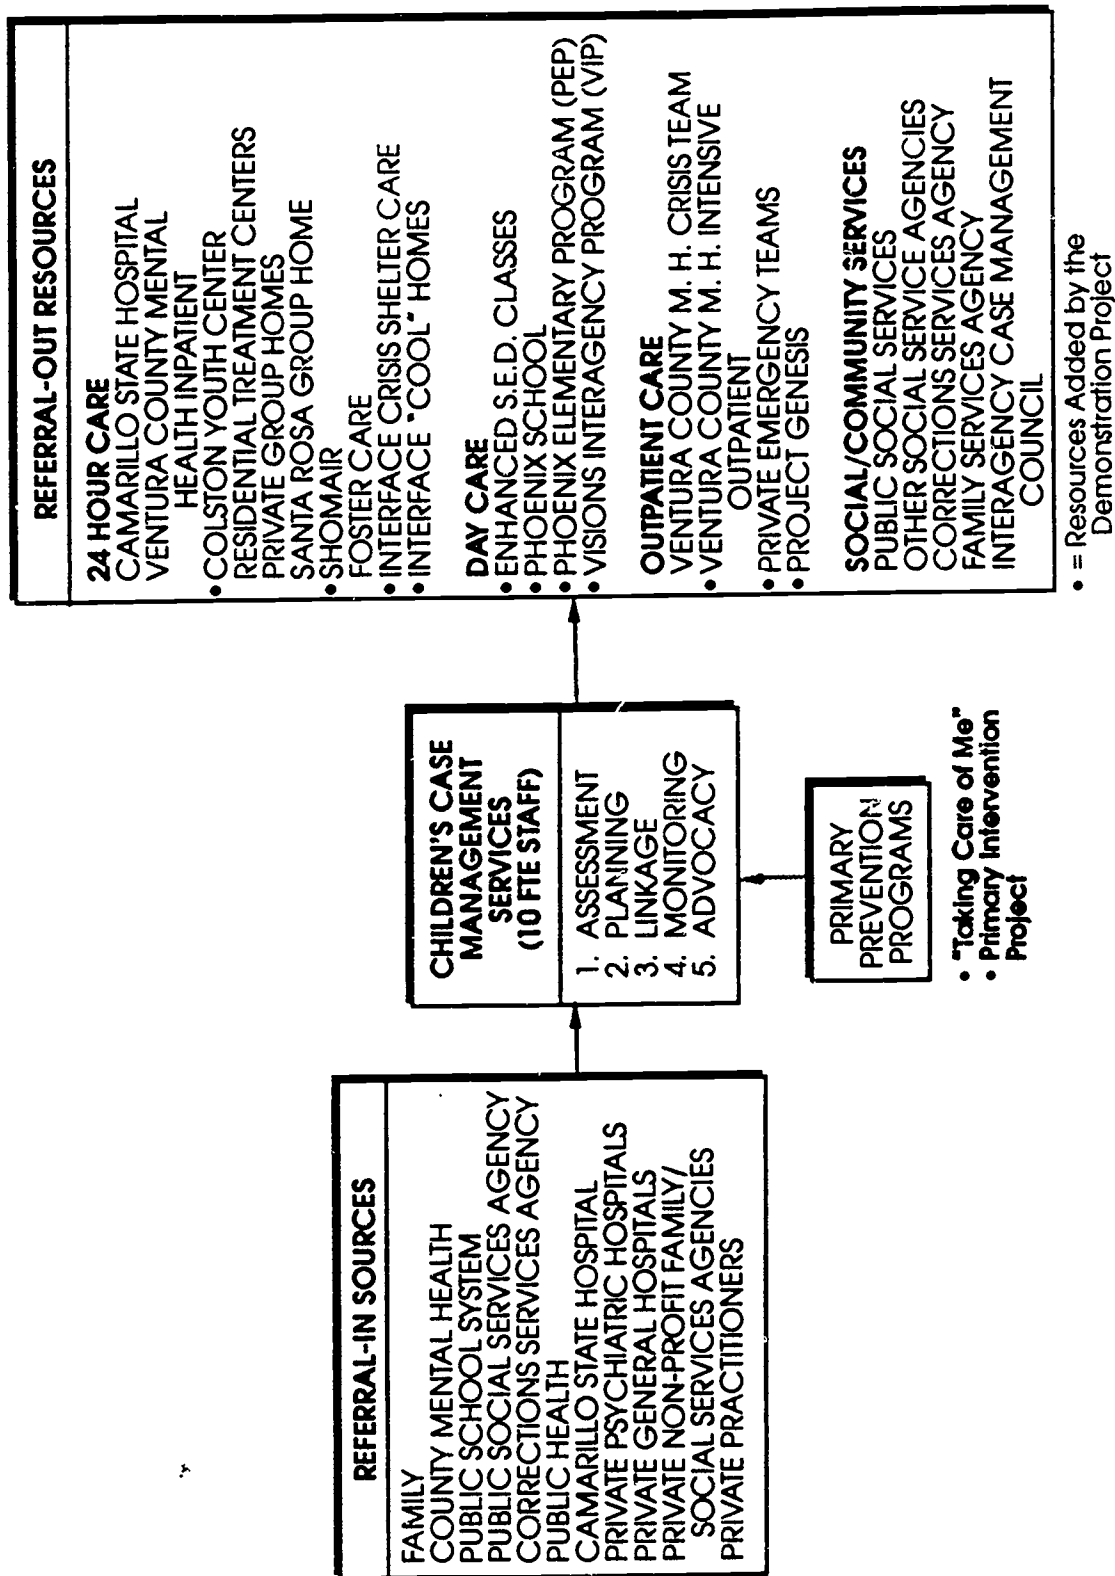 REFERRAL-IN SOURCES
FAMILY
COUNTY MENTAL HEALTH
PUBLIC SCHOOL SYSTEM
PUBLIC SOCIAL SERVICES AGENCY
CORRECTIONS SERVICES AGENCY
PUBLIC HEALTH
CAMARILLO STATE HOSPITAL
PRIVATE PSYCHIATRIC HOSPITALS
PRIVATE GENERAL HOSPITALS
PRIVATE NON-PROFIT FAMILY/
SOCIAL SERVICES AGENCIES
PRIVATE PRACTITIONERS
CHILDREN'S CASE
MANAGEMENT
SERVICES
(10 FTE STAFF)
1. ASSESSMENT
2. PLANNING
3. LINKAGE
4. MONITORING
5. ADVOCACY
PRIMARY
PREVENTION
PROGRAMS
• "Taking Care of Me"
• Primary Intervention
Project
REFERRAL-OUT RESOURCES
24 HOUR CARE
CAMARILLO STATE HOSPITAL
VENTURA COUNTY MENTAL
HEALTH INPATIENT
• COLSTON YOUTH CENTER
RESIDENTIAL TREATMENT CENTERS
PRIVATE GROUP HOMES
SANTA ROSA GROUP HOME
• SHOMAIR
FOSTER CARE
• INTERFACE CRISIS SHELTER CARE
• INTERFACE "COOL" HOMES
DAY CARE
• ENHANCED S.E.D. CLASSES
• PHOENIX SCHOOL
• PHOENIX ELEMENTARY PROGRAM (PEP)
• VISIONS INTERAGENCY PROGRAM (VIP)
OUTPATIENT CARE
VENTURA COUNTY M. H. CRISIS TEAM
• VENTURA COUNTY M. H. INTENSIVE
OUTPATIENT
• PRIVATE EMERGENCY TEAMS
• PROJECT GENESIS
SOCIAL/COMMUNITY SERVICES
PUBLIC SOCIAL SERVICES
OTHER SOCIAL SERVICE AGENCIES
CORRECTIONS SERVICES AGENCY
FAMILY SERVICES AGENCY
INTERAGENCY CASE MANAGEMENT
COUNCIL
• = Resources Added by the
Demonstration Project